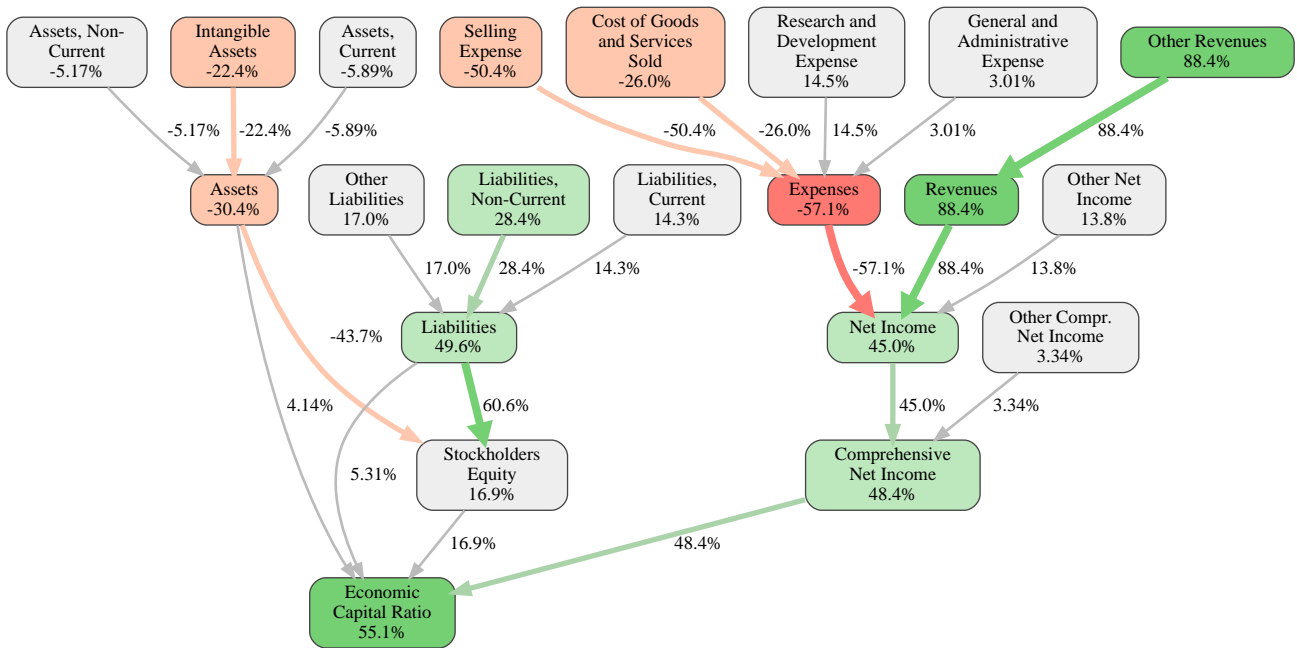 Assets, Non-
Current
-5.17%
Intangible
Assets
-22.4%
Assets,
Current
-5.89%
Selling
Expense
-50.4%
Cost of Goods
and Services
Sold
-26.0%
Research and
Development
Expense
14.5%
General and
Administrative
Expense
3.01%
Other Revenues
88.4%
-5.17%
-22.4%
-5.89%
-50.4%
-26.0%
14.5%
3.01%
88.4%
Assets
-30.4%
Other
Liabilities
17.0%
Liabilities,
Non-Current
28.4%
Liabilities,
Current
14.3%
Expenses
-57.1%
Revenues
88.4%
Other Net
Income
13.8%
17.0%
28.4%
14.3%
-57.1%
88.4%
13.8%
-43.7%
Liabilities
49.6%
Net Income
45.0%
Other Compr.
Net Income
3.34%
4.14%
60.6%
45.0%
3.34%
5.31%
Stockholders
Equity
16.9%
Comprehensive
Net Income
48.4%
16.9%
48.4%
Economic
Capital Ratio
55.1%